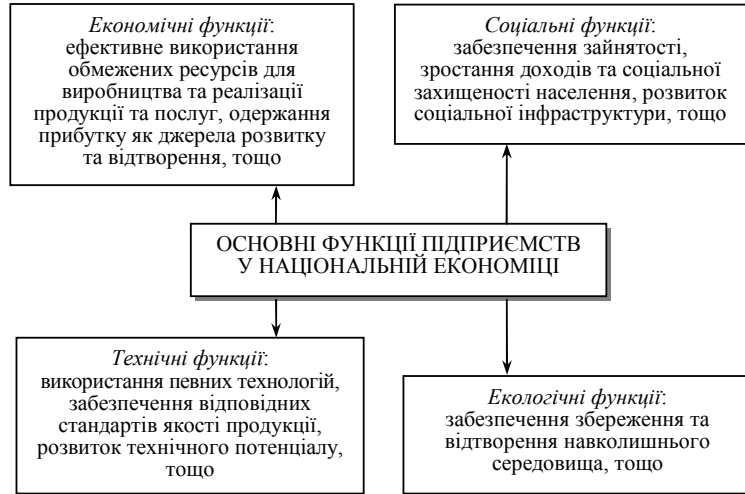 Економічні функції:
ефективне використання
обмежених ресурсів для
виробництва та реалізації
продукції та послуг, одержання
прибутку як джерела розвитку
та відтворення, тощо
Соціальні функції:
забезпечення зайнятості,
зростання доходів та соціальної
захищеності населення, розвиток
соціальної інфраструктури, тощо
ОСНОВНІ ФУНКЦІЇ ПІДПРИЄМСТВ
У НАЦІОНАЛЬНІЙ ЕКОНОМІЦІ
Технічні функції:
використання певних технологій,
забезпечення відповідних
стандартів якості продукції,
розвиток технічного потенціалу,
тощо
Екологічні функції:
забезпечення збереження та
відтворення навколишнього
середовища, тощо